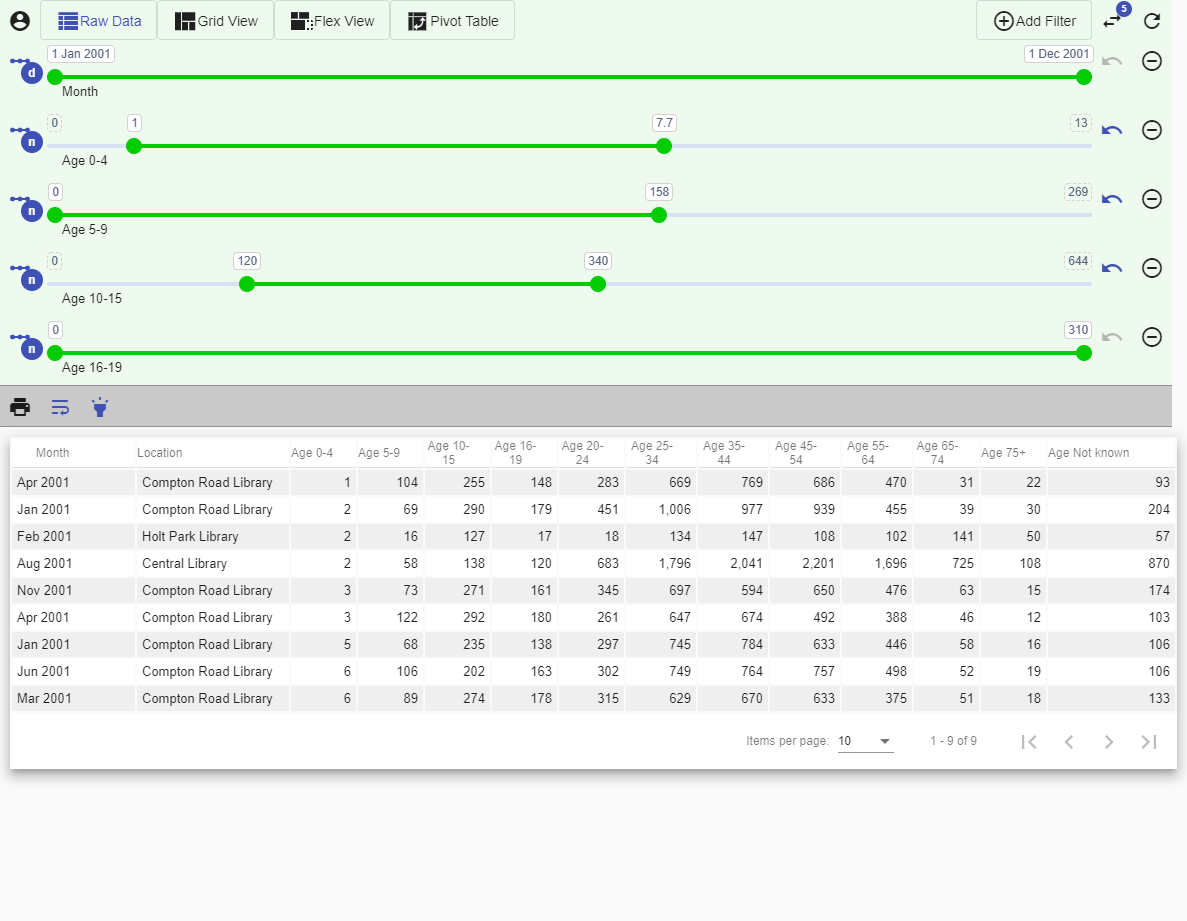 Raw Data Grid View Flex View Pivot Table Add Filter 5
1 Jan 2001 1 Dec 2001
d
Month
0 1 7.7 13
n
Age 0-4
0 158 269
n
Age 5-9
0 120 340 644
n
Age 10-15
0 310
n
Age 16-19
Month Location Age 0-4 Age 5-9 Age 10-15 Age 16-19 Age 20-24 Age 25-34 Age 35-44 Age 45-54 Age 55-64 Age 65-74 Age 75+ Age Not known
Apr 2001 Compton Road Library 1 104 255 148 283 669 769 686 470 31 22 93
Jan 2001 Compton Road Library 2 69 290 179 451 1,006 977 939 455 39 30 204
Feb 2001 Holt Park Library 2 16 127 17 18 134 147 108 102 141 50 57
Aug 2001 Central Library 2 58 138 120 683 1,796 2,041 2,201 1,696 725 108 870
Nov 2001 Compton Road Library 3 73 271 161 345 697 594 650 476 63 15 174
Apr 2001 Compton Road Library 3 122 292 180 261 647 674 492 388 46 12 103
Jan 2001 Compton Road Library 5 68 235 138 297 745 784 633 446 58 16 106
Jun 2001 Compton Road Library 6 106 202 163 302 749 764 757 498 52 19 106
Mar 2001 Compton Road Library 6 89 274 178 315 629 670 633 375 51 18 133
Items per page: 10 1 - 9 of 9